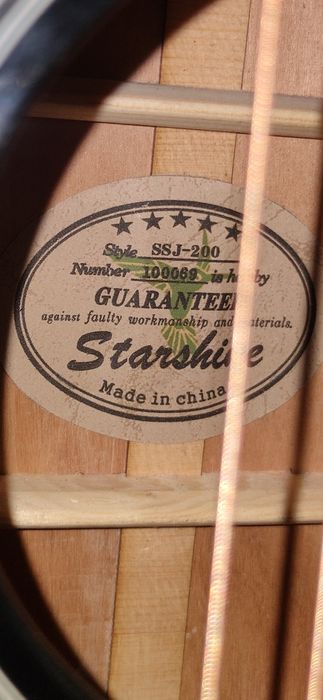 Style SSJ-200
Number 100069 is hereby
GUARANTEED
against faulty workmanship and materials.
Starshine
Made in china